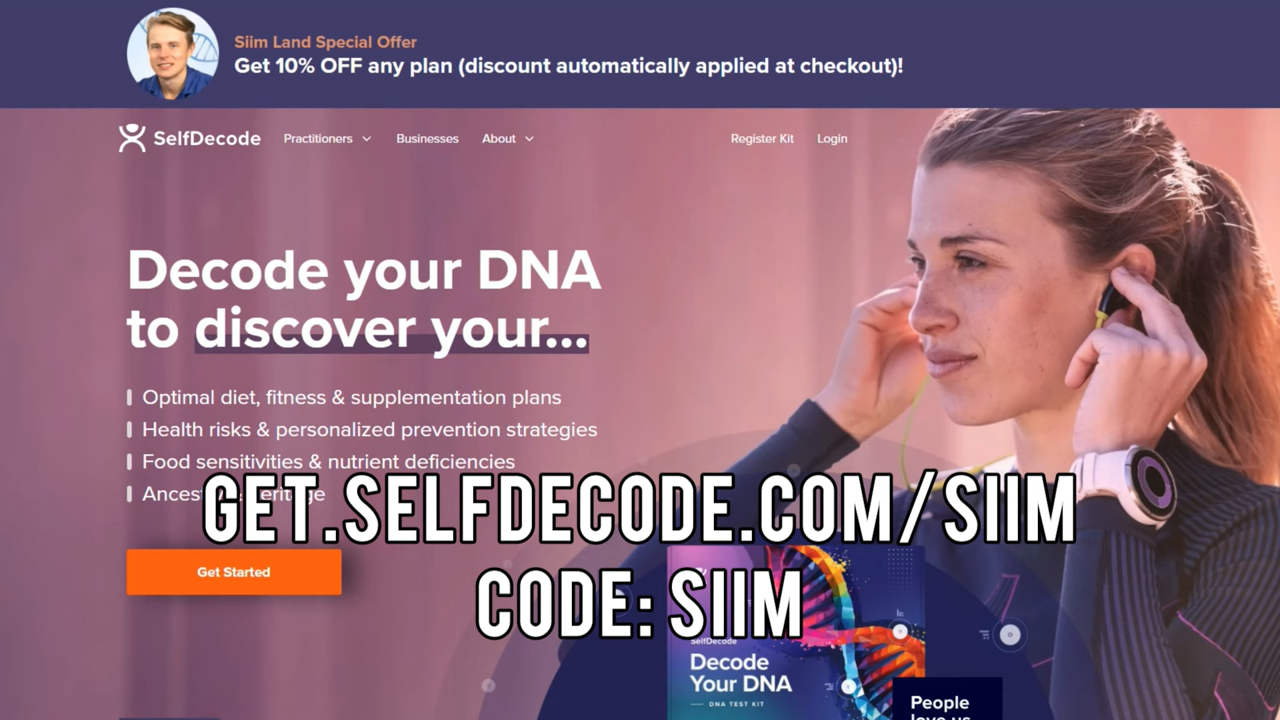 Siim Land Special Offer
Get 10% OFF any plan (discount automatically applied at checkout)!
SelfDecode
Practitioners
Businesses
About
Register Kit
Login
Decode your DNA
to discover your...
Optimal diet, fitness & supplementation plans
Health risks & personalized prevention strategies
Food sensitivities & nutrient deficiencies
GET.SELFDECODE.COM/SIIM
Get Started
CODE: SIIM
SelfDecode
Decode
Your DNA
DNA TEST KIT
People
love us